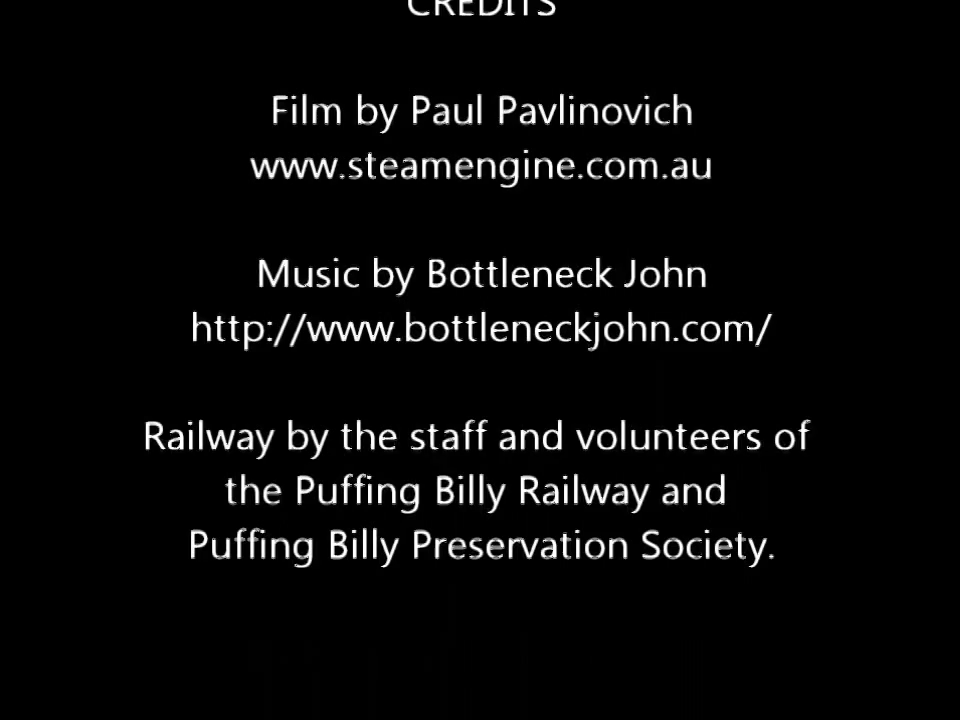 CREDITS
Film by Paul Pavlinovich
www.steamengine.com.au
Music by Bottleneck John
http://www.bottleneckjohn.com/
Railway by the staff and volunteers of
the Puffing Billy Railway and
Puffing Billy Preservation Society.